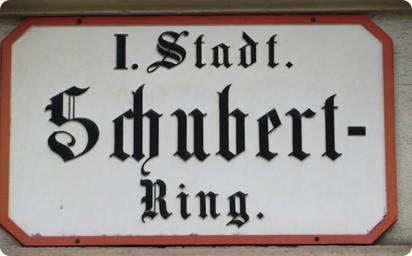 I. Stadt.
Schubert-
Ring.